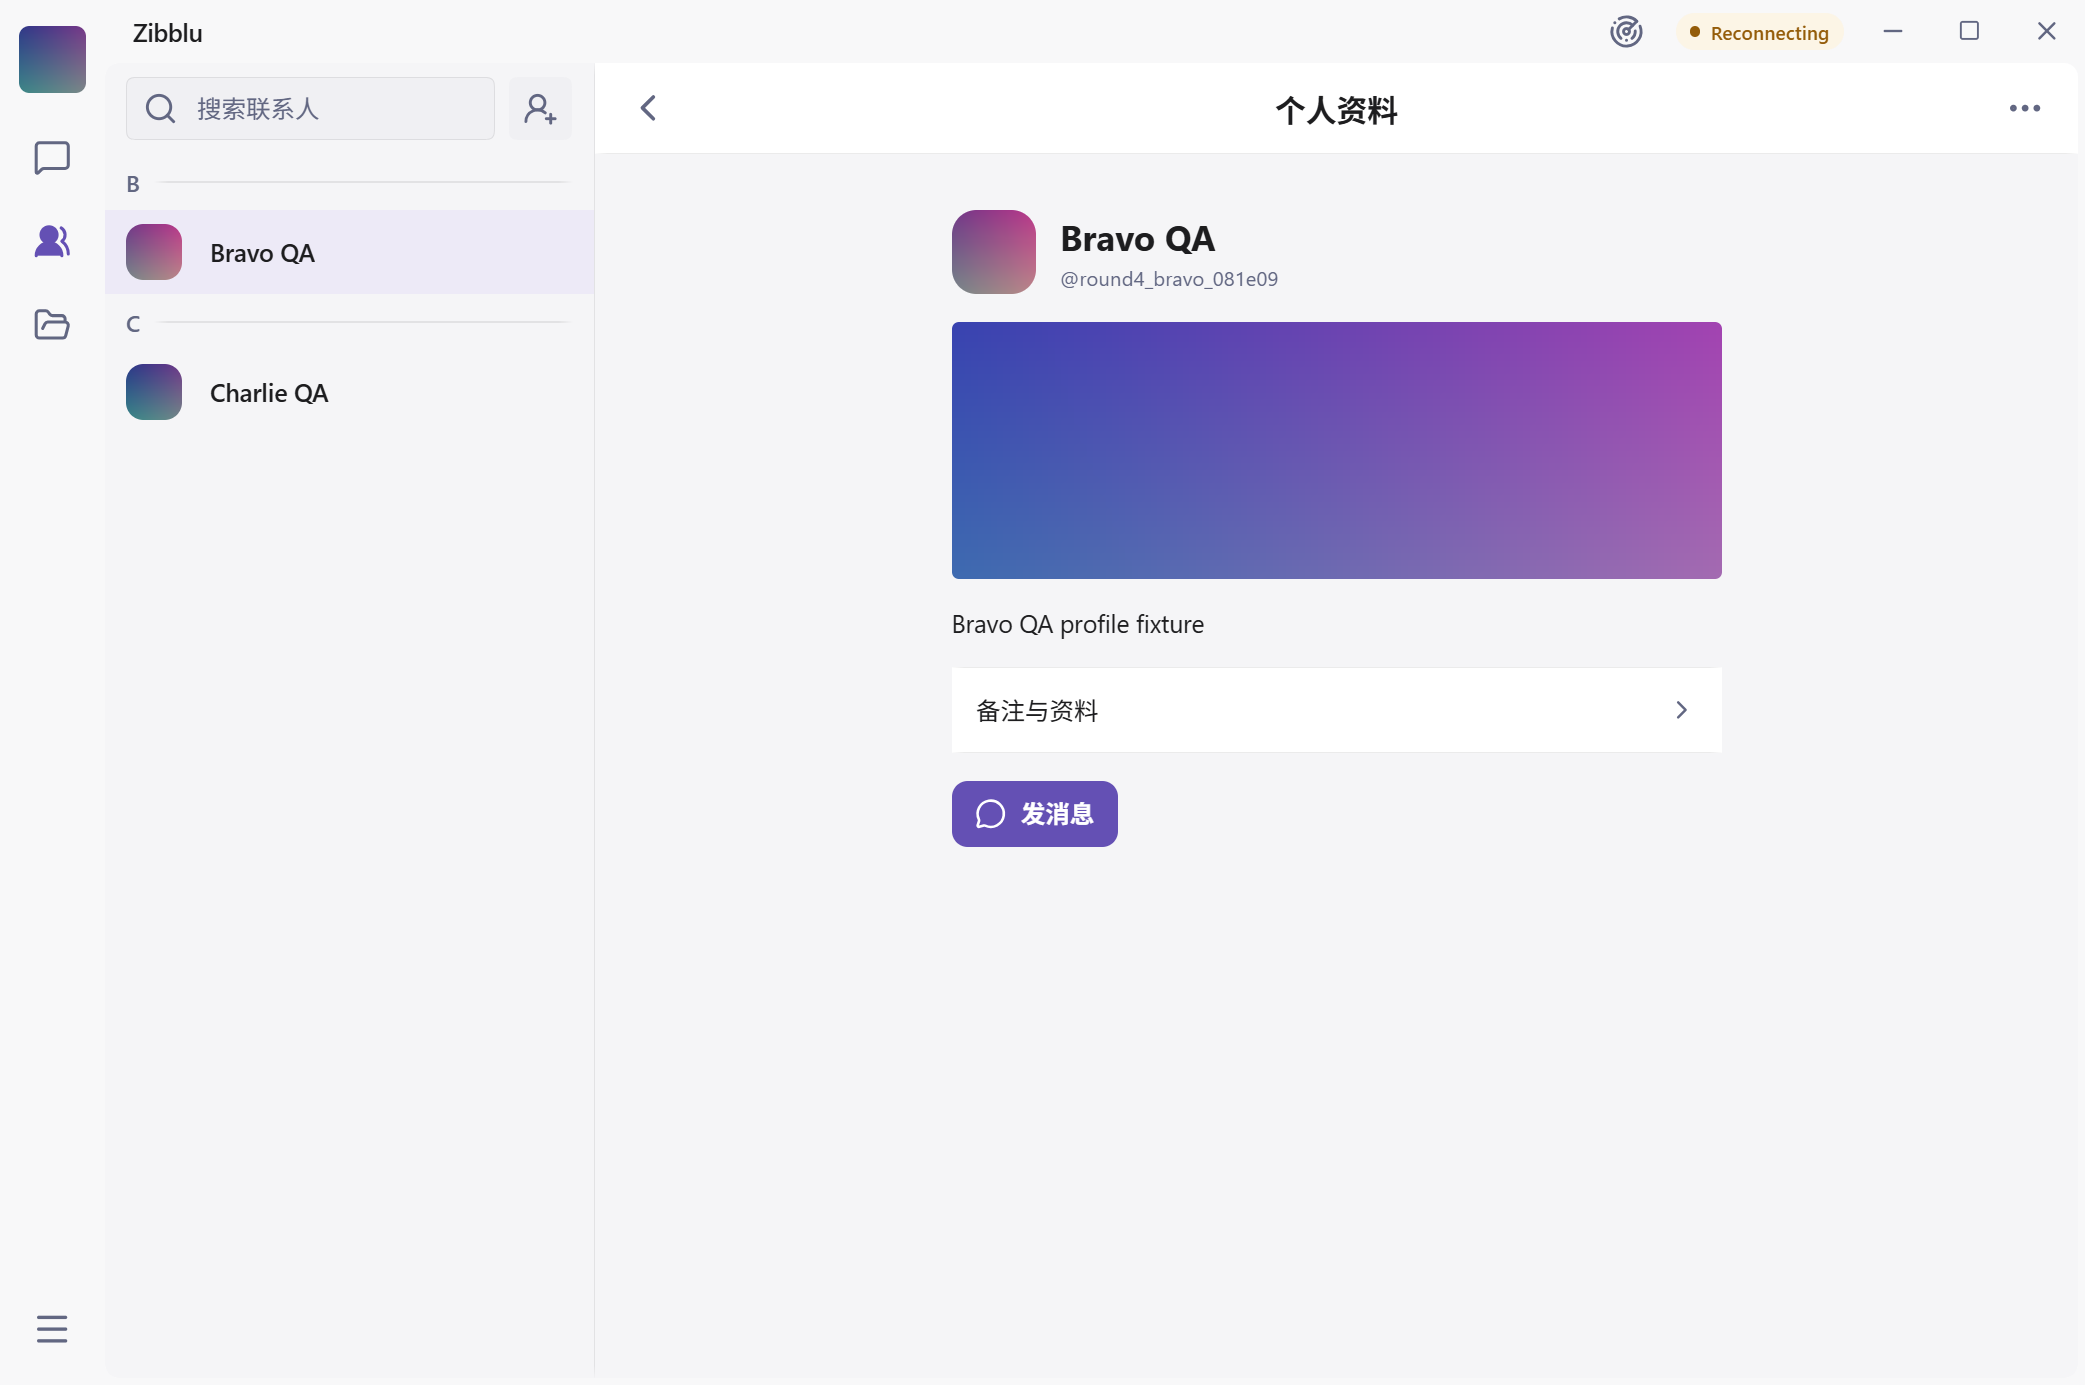 Zibblu
Reconnecting
搜索联系人
B
Bravo QA
C
Charlie QA
个人资料
Bravo QA
@round4_bravo_081e09
Bravo QA profile fixture
备注与资料
发消息